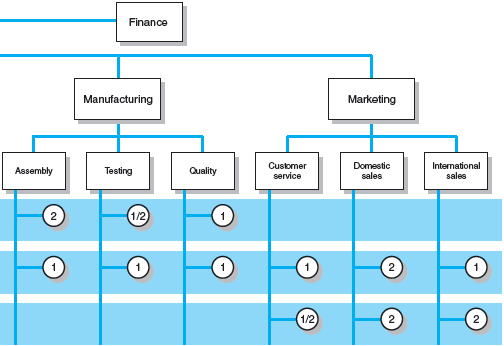 Finance
Manufacturing
Marketing
Assembly
Testing
Quality
Customer
service
Domestic
sales
International
sales
2
1/2
1
1
1
1
1
2
1
1/2
2
2